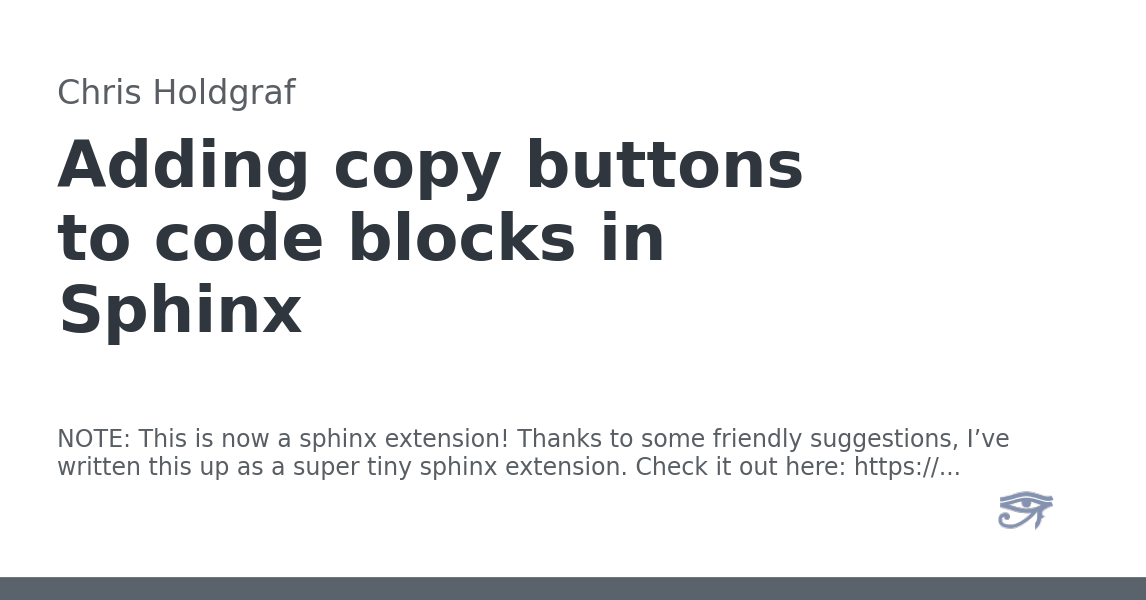 Chris Holdgraf
Adding copy buttons
to code blocks in
Sphinx
NOTE: This is now a sphinx extension! Thanks to some friendly suggestions, I’ve
written this up as a super tiny sphinx extension. Check it out here: https://...